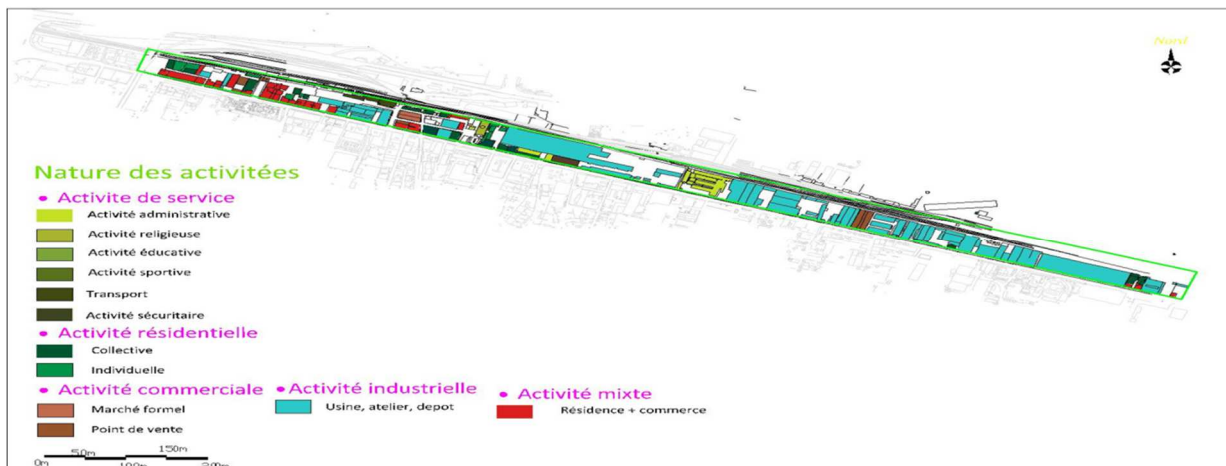 Nord
Nature des activitées
• Activite de service
Activité administrative
Activité religieuse
Activité éducative
Activité sportive
Transport
Activité sécuritaire
• Activité résidentielle
Collective
Individuelle
• Activité commerciale
Marché formel
Point de vente
• Activité industrielle
Usine, atelier, depot
• Activité mixte
Résidence + commerce
50m 150m
0m 100m 200m